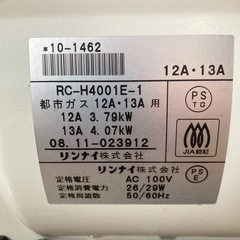 *10-1462
12A・13A
RC-H4001E-1
都市ガス 12A・13A 用
12A 3.79kW
13A 4.07kW
08.11-023912
リンナイ株式会社
PS
TG
JIA認証
リンナイ株式会社
定格電圧 AC 100V
定格消費電力 26/29W
定格周波数 50/60Hz
PS
E